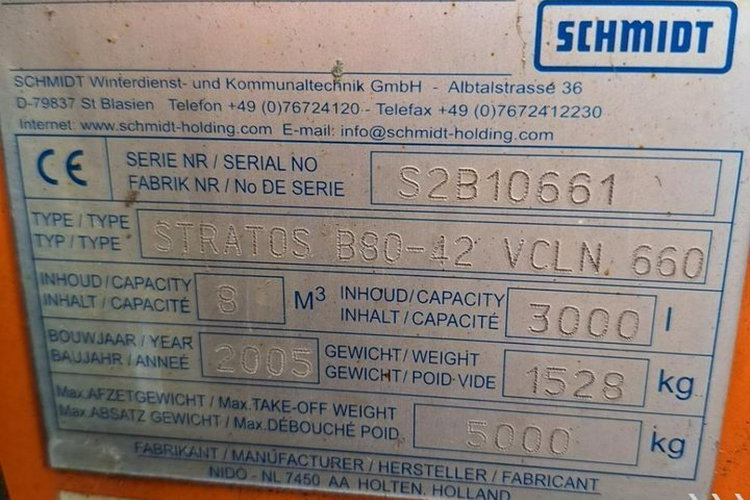 SCHMIDT
SCHMIDT Winterdienst- und Kommunaltechnik GmbH - Albtalstrasse 36
D-79837 St Blasien Telefon +49 (0)76724120 - Telefax +49 (0)7672412230
Internet: www.schmidt-holding.com E-mail: info@schmidt-holding.com
CE
SERIE NR / SERIAL NO
FABRIK NR / No DE SERIE
S2B10661
TYPE / TYPE
TYP / TYPE
STRATOS B80-42 VCLN 660
INHOUD / CAPACITY
INHALT / CAPACITÉ
8 M3
INHOUD / CAPACITY
INHALT / CAPACITÉ
3000 l
BOUWJAAR / YEAR
BAUJAHR / ANNEÉ
2005
GEWICHT / WEIGHT
GEWICHT / POID VIDE
1528 kg
Max.AFZETGEWICHT / Max.TAKE-OFF WEIGHT
Max.ABSATZ GEWICHT / Max.DÉBOUCHÉ POID
5000 kg
FABRIKANT / MANÚFACTURER / HERSTELLER / FABRICANT
NIDO - NL 7450 AA HOLTEN, HOLLAND